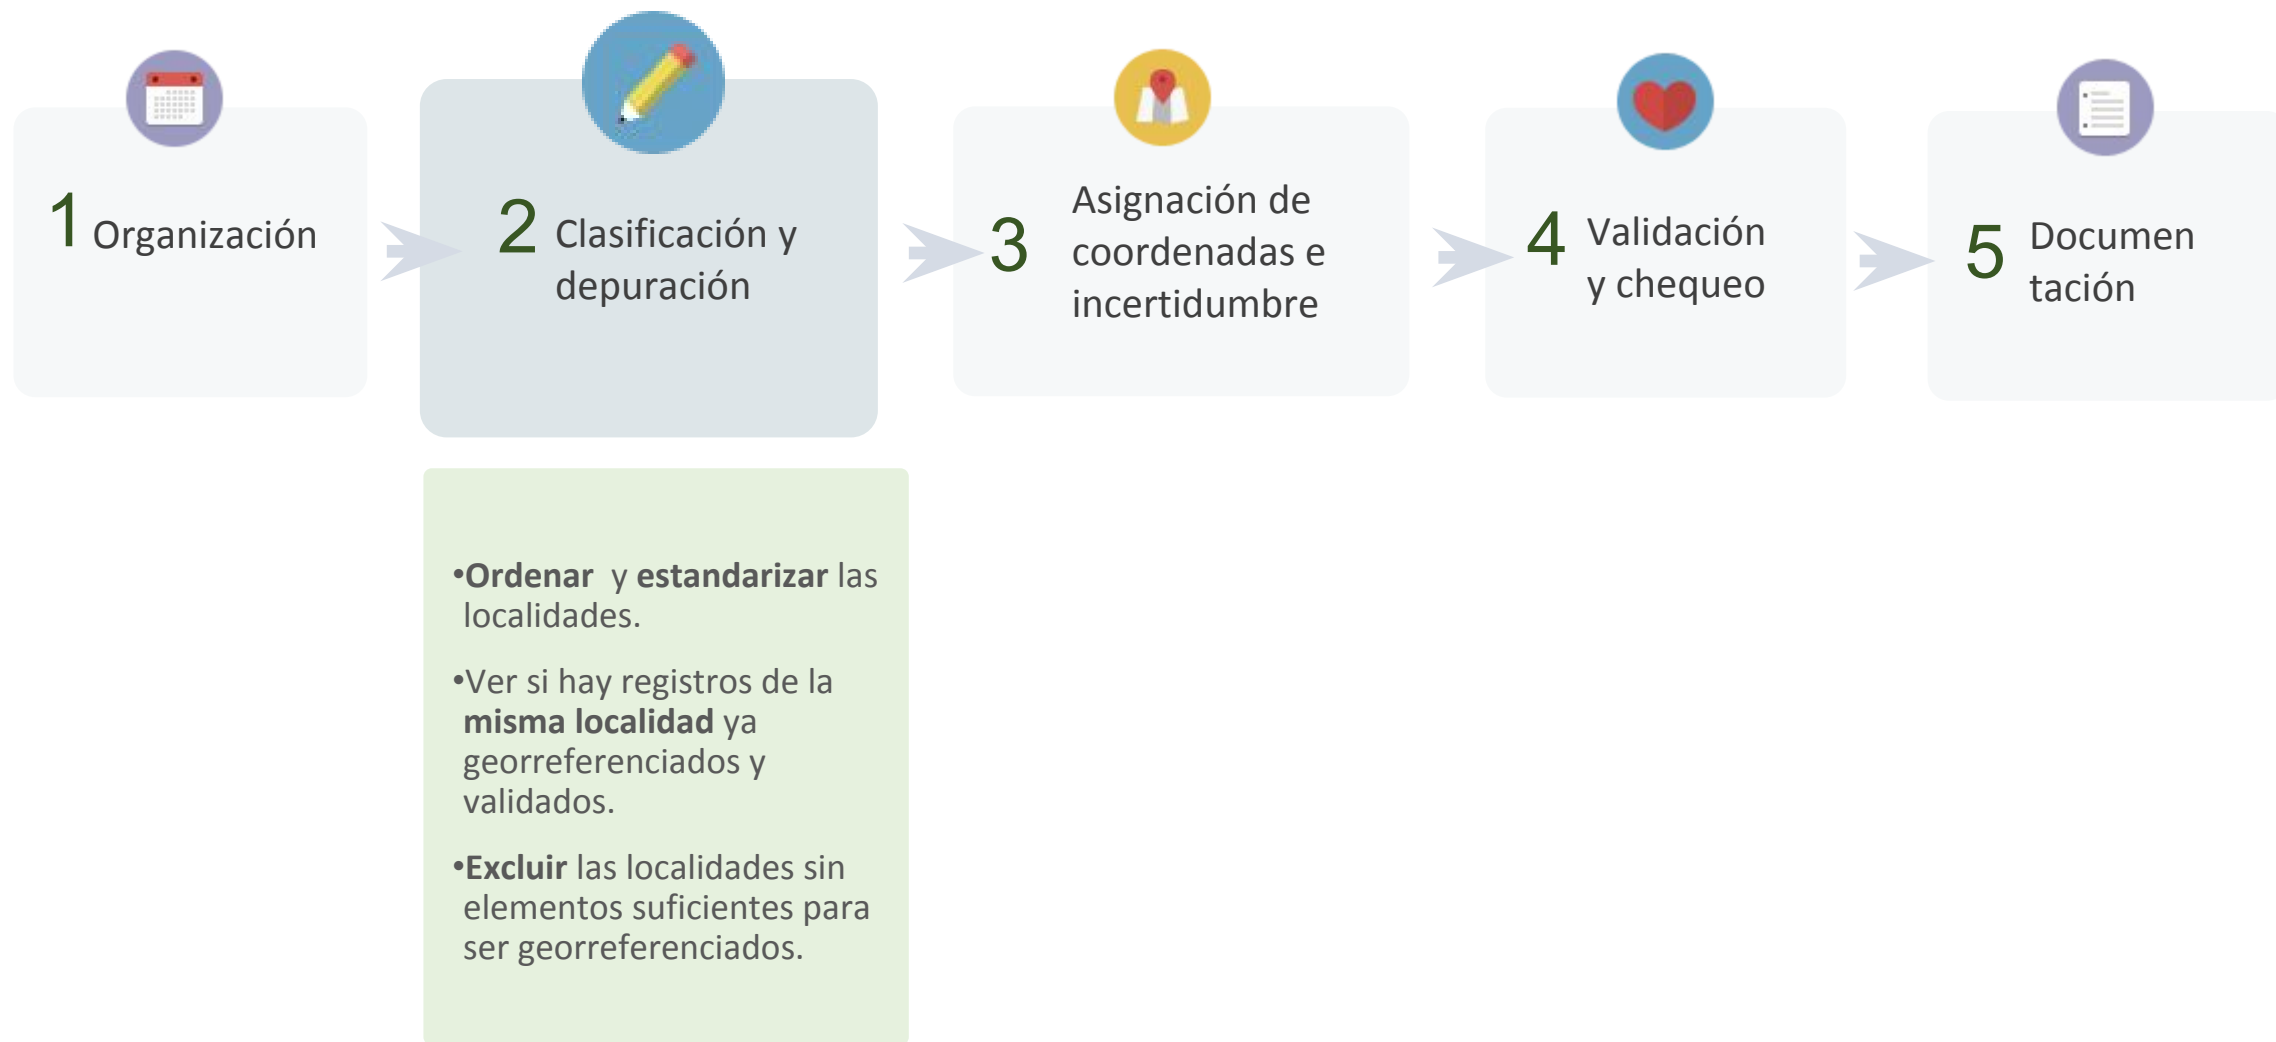 1 Organización
2 Clasificación y
depuración
3 Asignación de
coordenadas e
incertidumbre
4 Validación
y chequeo
5 Documen
tación
•Ordenar y estandarizar las
localidades.
•Ver si hay registros de la
misma localidad ya
georreferenciados y
validados.
•Excluir las localidades sin
elementos suficientes para
ser georreferenciados.